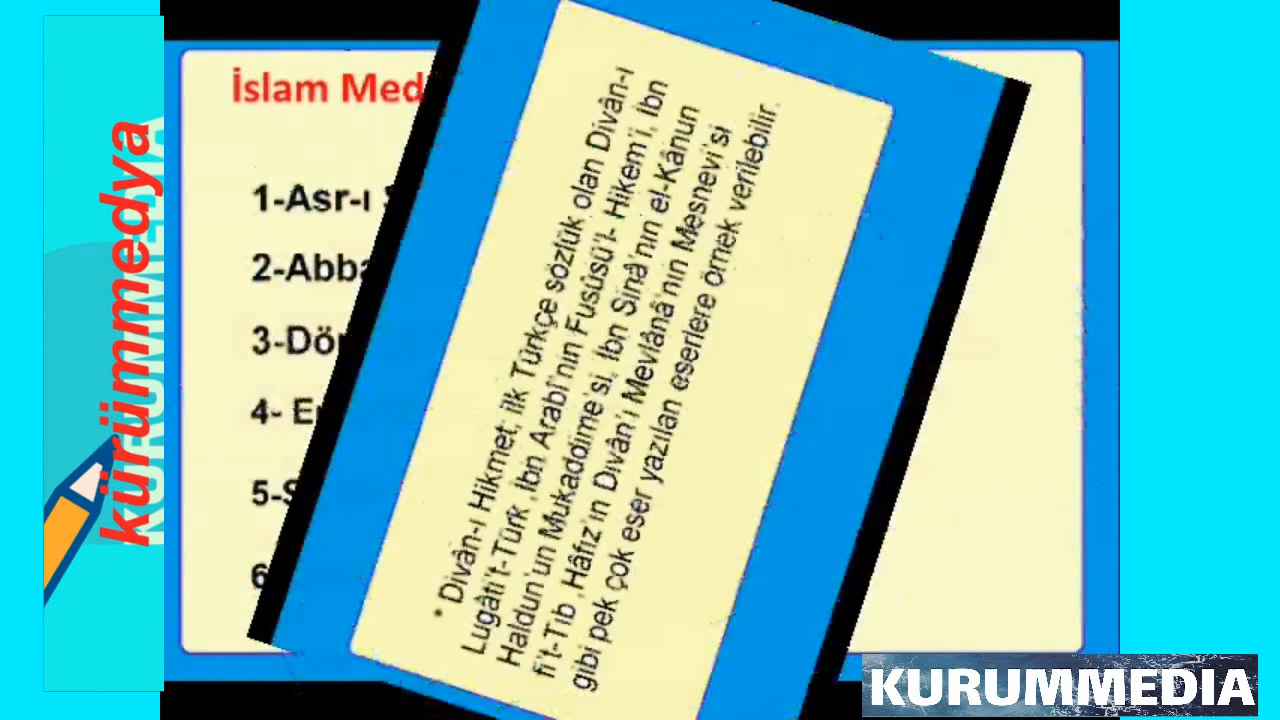 kürümmedya
İslam Med
1-Asr-ı
2-Abba
3-Dör
4- E
5-S
6
* Divân-ı Hikmet, ilk Türkçe sözlük olan Divân-ı
Lugâti't-Türk ,İbn Arabî'nin Fusûsü'l- Hikem'i, İbn
Haldun'un Mukaddime'si, İbn Sinâ'nın el-Kânun
fi't-Tıb ,Hâfız'ın Divân'ı Mevlânâ'nın Mesnevi'si
gibi pek çok eser yazılan eserlere örnek verilebilir.
KURUMMEDIA